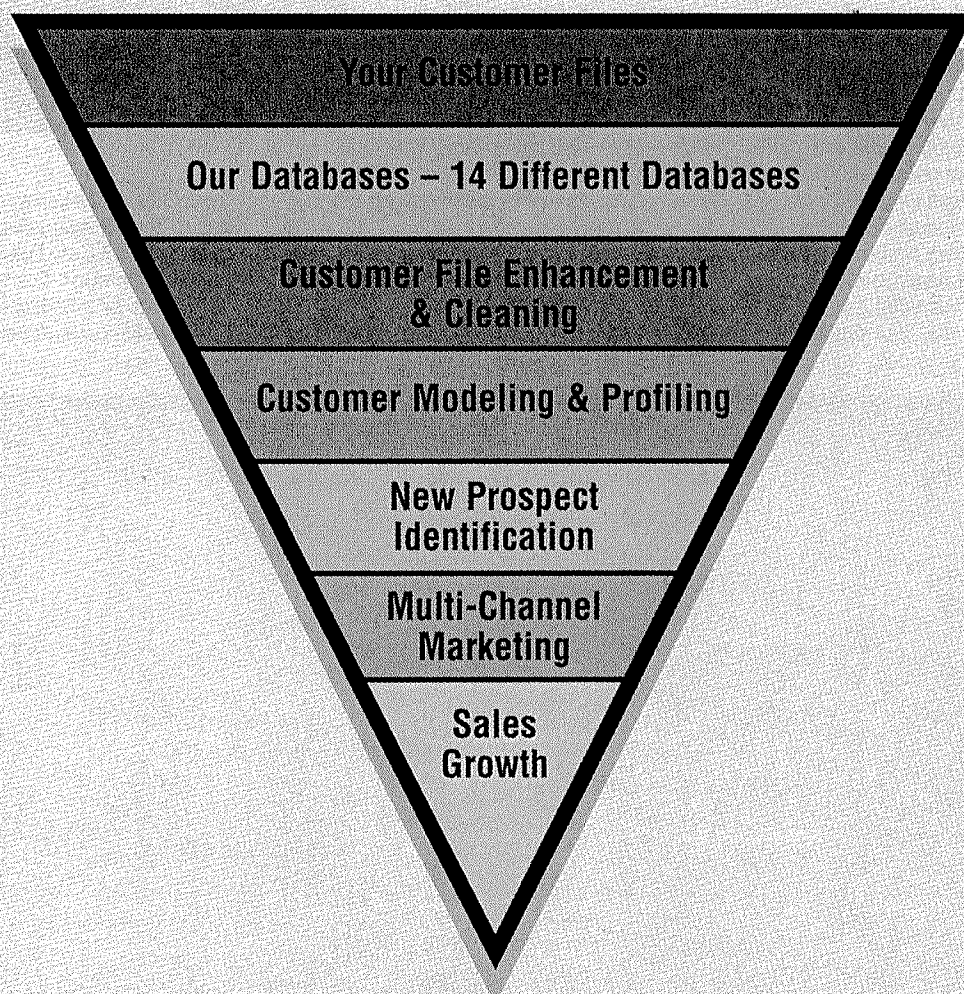 Your Customer Files
Our Databases – 14 Different Databases
Customer File Enhancement
& Cleaning
Customer Modeling & Profiling
New Prospect
Identification
Multi-Channel
Marketing
Sales
Growth